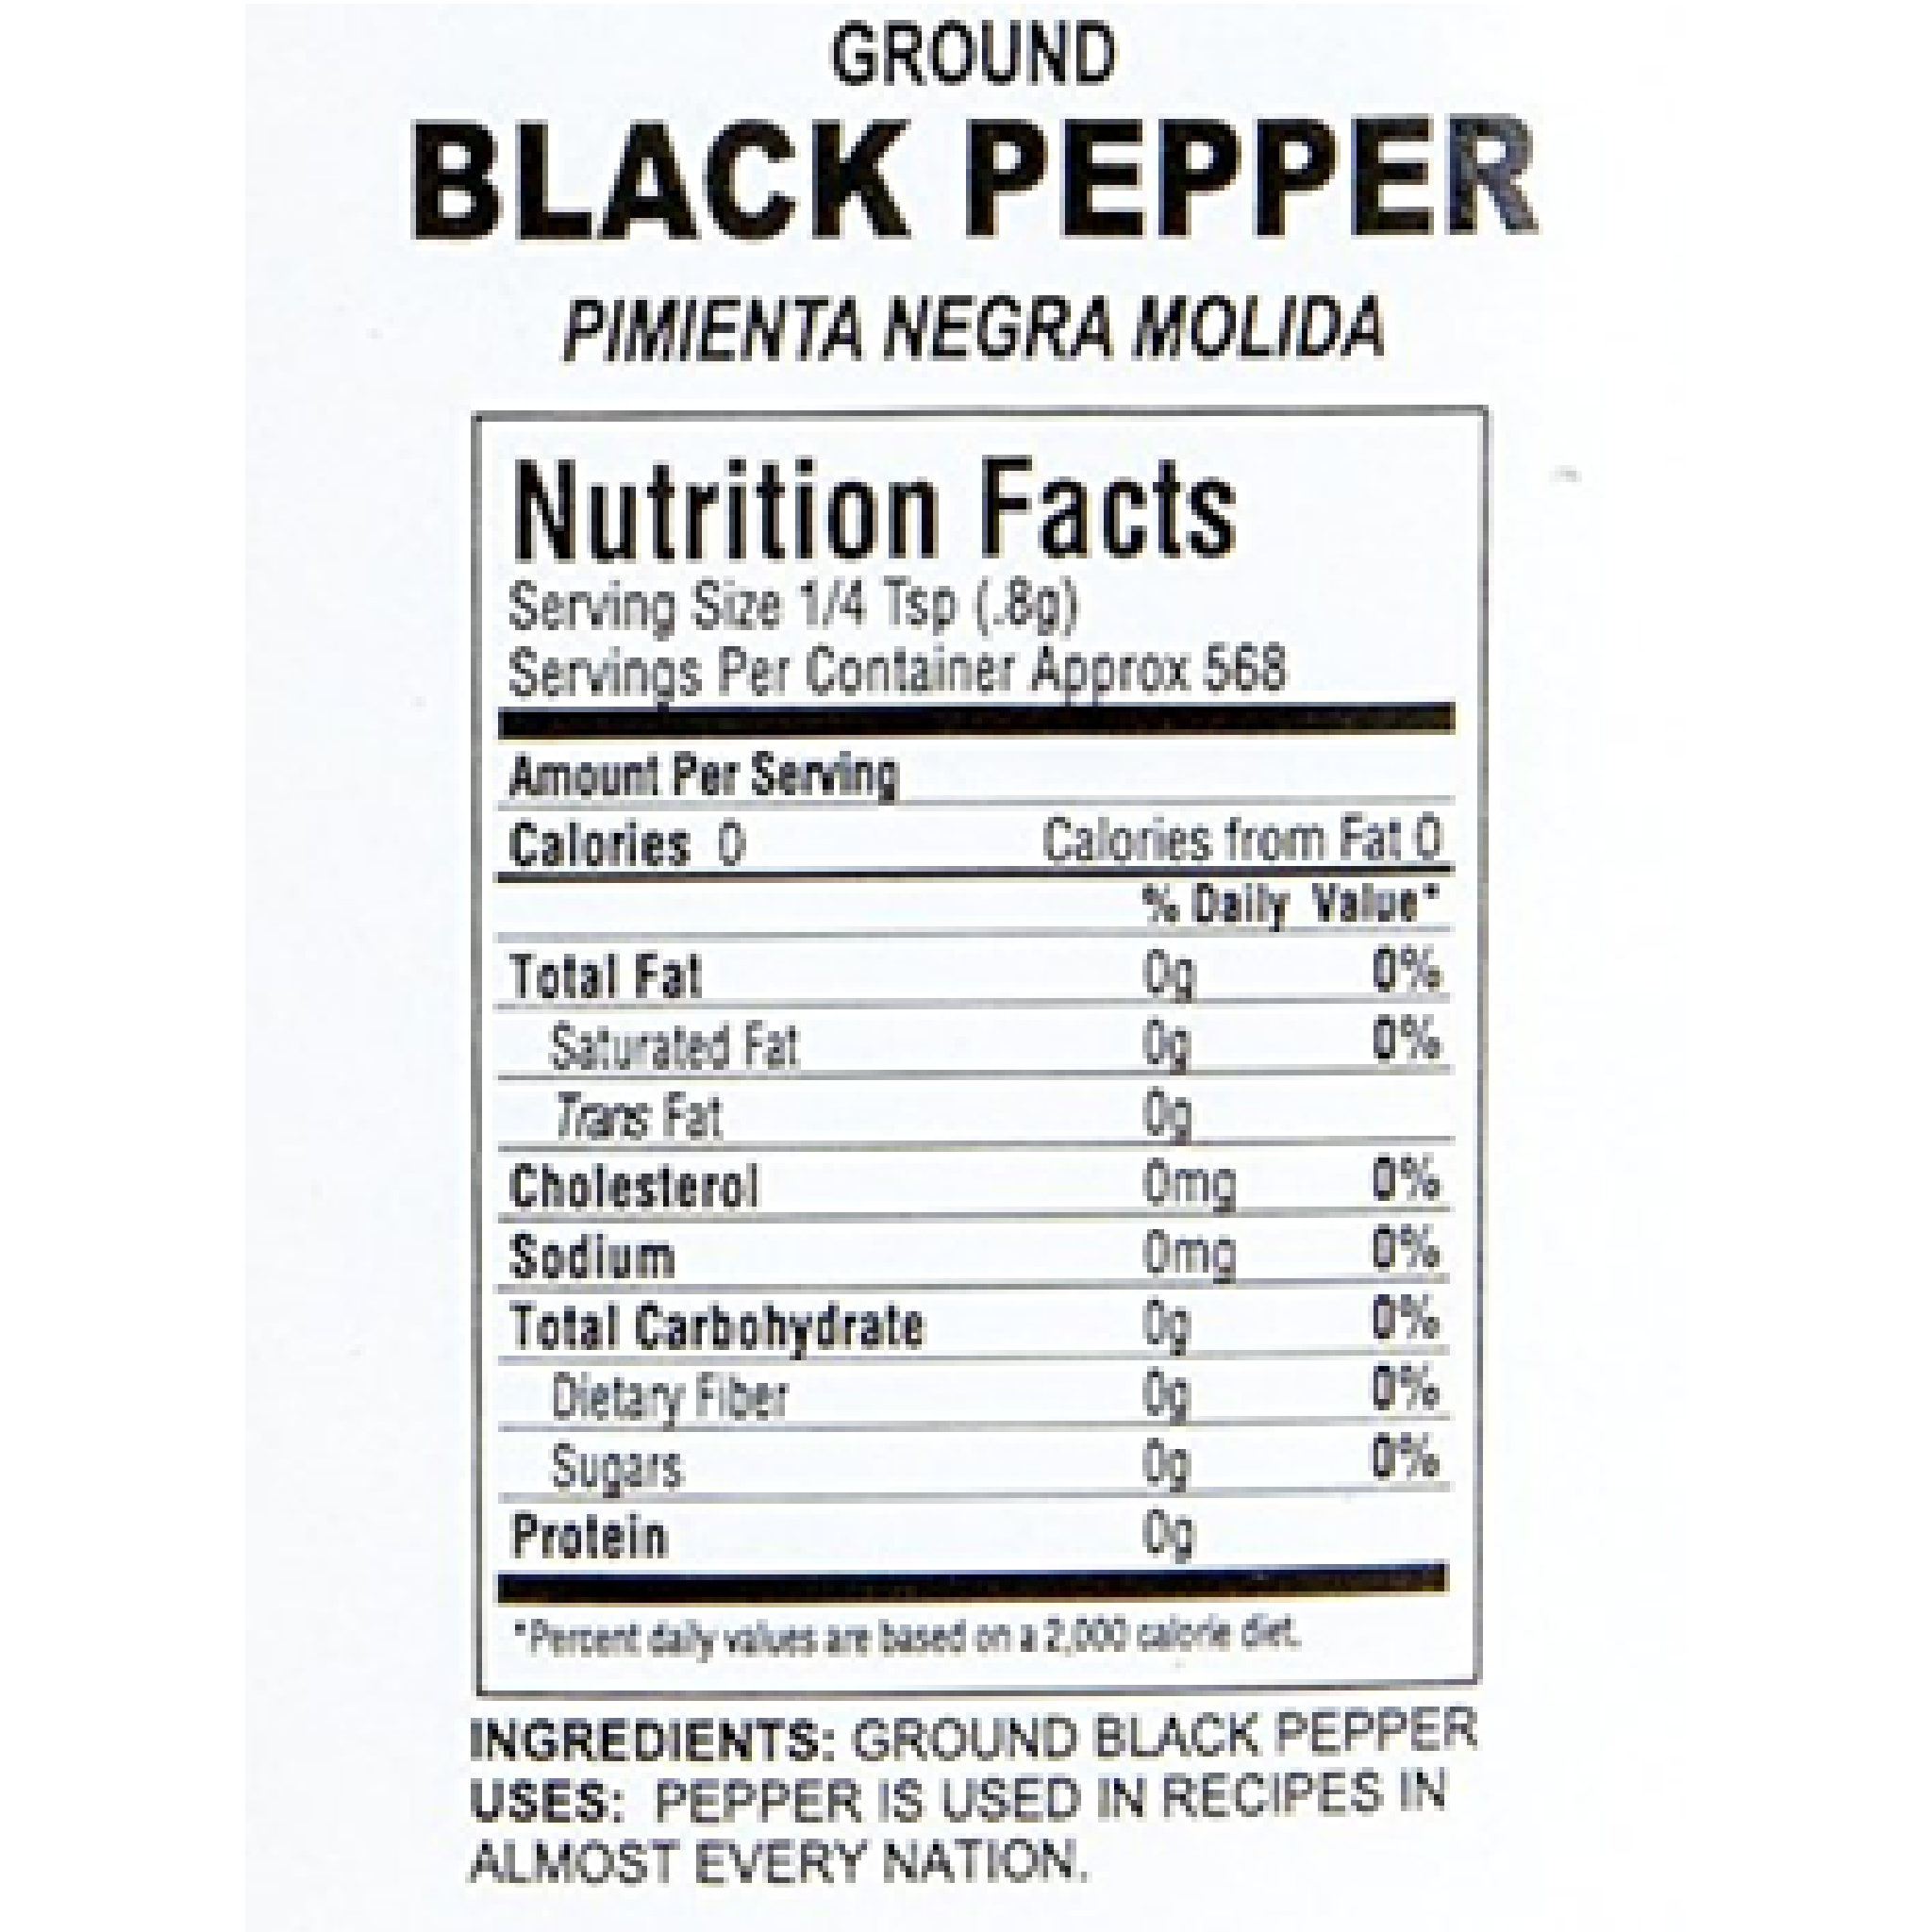 GROUND
BLACK PEPPER
PIMIENTA NEGRA MOLIDA
Nutrition Facts
Serving Size 1/4 Tsp (.8g)
Servings Per Container Approx 568
Amount Per Serving
Calories 0 Calories from Fat 0
% Daily Value*
Total Fat 0g 0%
Saturated Fat 0g 0%
Trans Fat 0g
Cholesterol 0mg 0%
Sodium 0mg 0%
Total Carbohydrate 0g 0%
Dietary Fiber 0g 0%
Sugars 0g 0%
Protein 0g
*Percent daily values are based on a 2,000 calorie diet.
INGREDIENTS: GROUND BLACK PEPPER
USES: PEPPER IS USED IN RECIPES IN
ALMOST EVERY NATION.